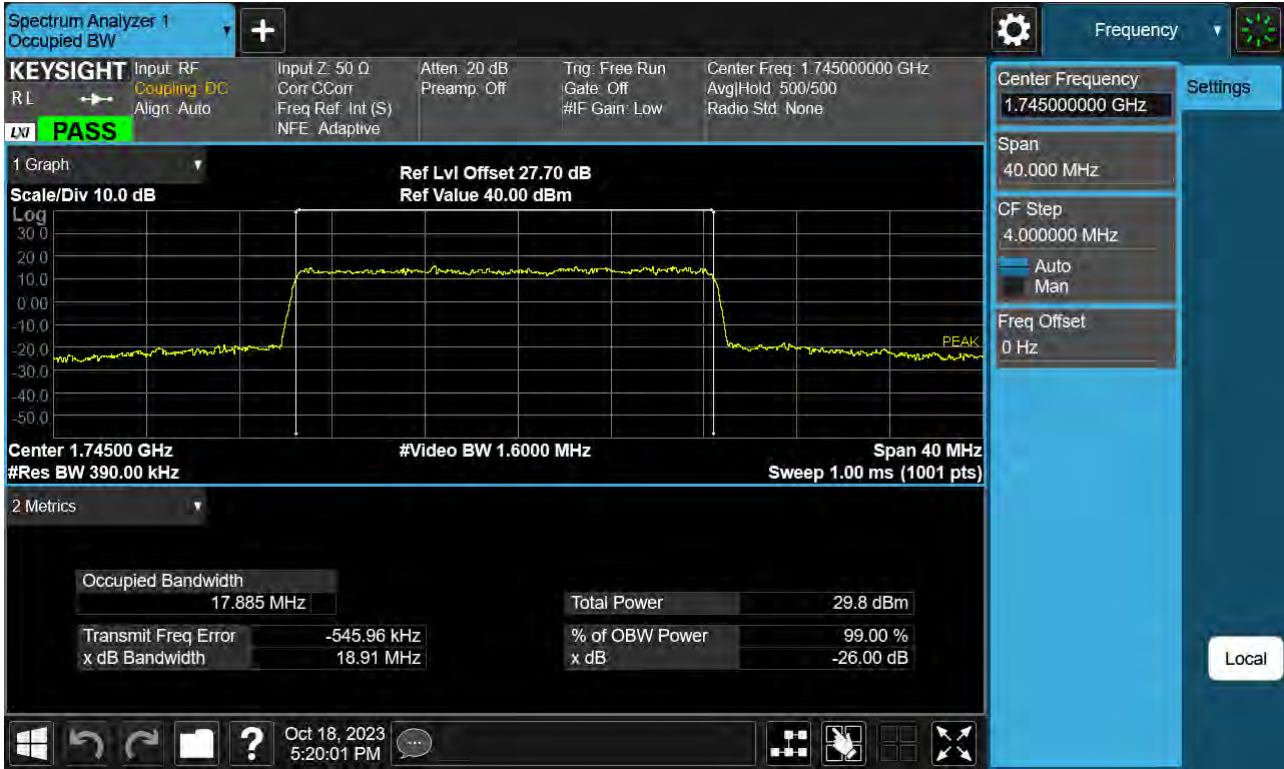 Spectrum Analyzer 1
Occupied BW
Frequency
KEYSIGHT
RL
LXI PASS
Input: RF
Coupling: DC
Align: Auto
Input Z: 50 Ω
Corr CCorr
Freq Ref: Int (S)
NFE: Adaptive
Atten: 20 dB
Preamp: Off
Trig: Free Run
Gate: Off
#IF Gain: Low
Center Freq: 1.745000000 GHz
Avg|Hold: 500/500
Radio Std: None
Center Frequency
1.745000000 GHz
Settings
Span
40.000 MHz
CF Step
4.000000 MHz
Auto
Man
Freq Offset
0 Hz
Local
1 Graph
Scale/Div 10.0 dB
Ref Lvl Offset 27.70 dB
Ref Value 40.00 dBm
Log
30.0
20.0
10.0
0.00
-10.0
-20.0
-30.0
-40.0
-50.0
PEAK
Center 1.74500 GHz
#Video BW 1.6000 MHz
Span 40 MHz
#Res BW 390.00 kHz
Sweep 1.00 ms (1001 pts)
2 Metrics
Occupied Bandwidth
17.885 MHz
Total Power 29.8 dBm
Transmit Freq Error -545.96 kHz
% of OBW Power 99.00 %
x dB Bandwidth 18.91 MHz
x dB -26.00 dB
?
Oct 18, 2023
5:20:01 PM